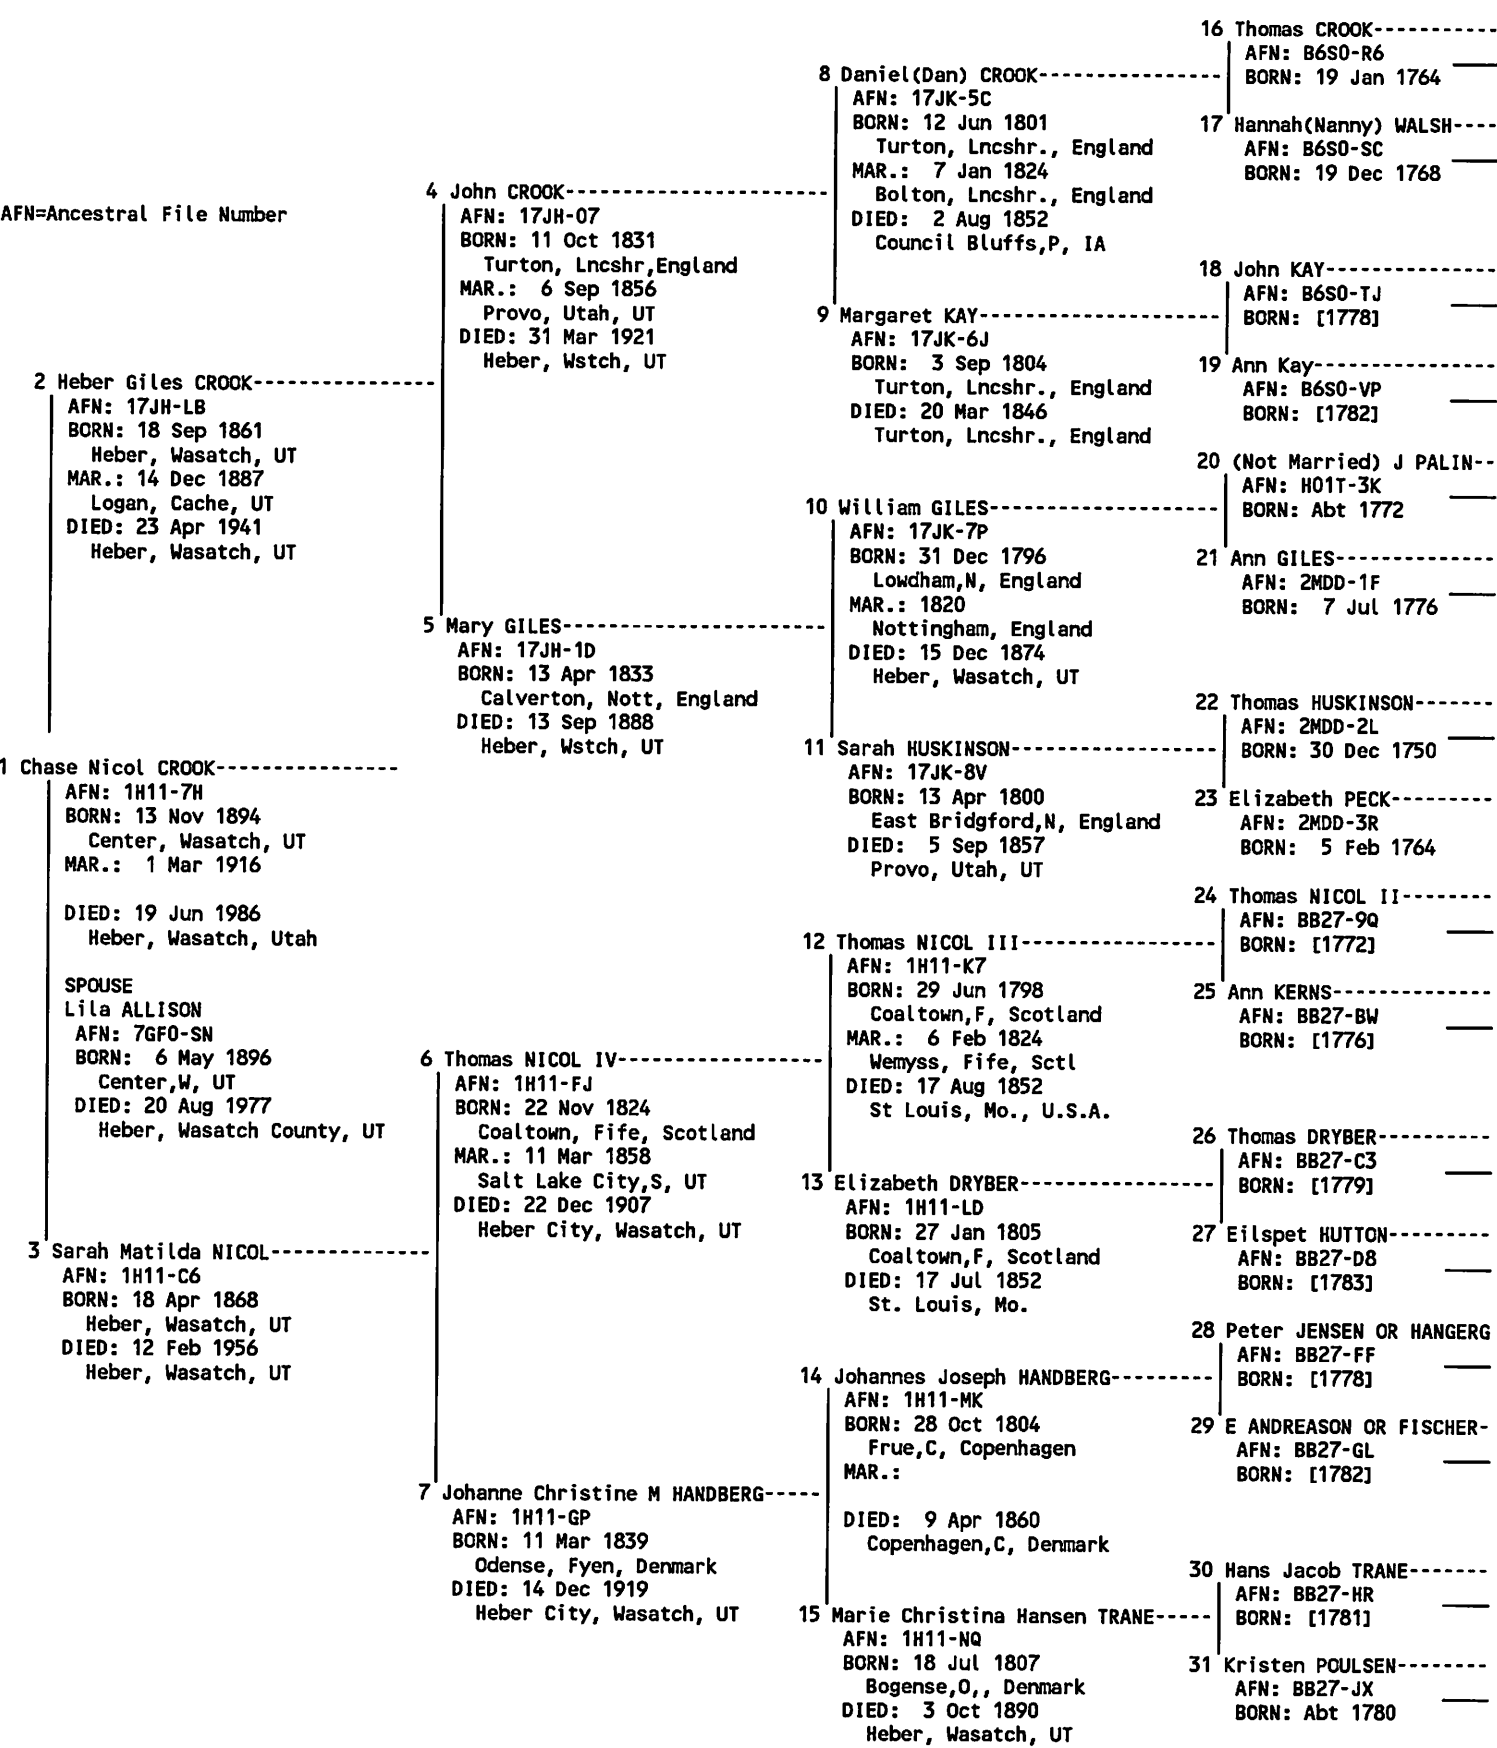 AFN=Ancestral File Number
1 Chase Nicol CROOK----------------
AFN: 1H11-7H
BORN: 13 Nov 1894
Center, Wasatch, UT
MAR.: 1 Mar 1916
DIED: 19 Jun 1986
Heber, Wasatch, Utah
SPOUSE
Lila ALLISON
AFN: 7GF0-SN
BORN: 6 May 1896
Center,W, UT
DIED: 20 Aug 1977
Heber, Wasatch County, UT
2 Heber Giles CROOK----------------
AFN: 17JH-LB
BORN: 18 Sep 1861
Heber, Wasatch, UT
MAR.: 14 Dec 1887
Logan, Cache, UT
DIED: 23 Apr 1941
Heber, Wasatch, UT
3 Sarah Matilda NICOL--------------
AFN: 1H11-C6
BORN: 18 Apr 1868
Heber, Wasatch, UT
DIED: 12 Feb 1956
Heber, Wasatch, UT
4 John CROOK-----------------------
AFN: 17JH-07
BORN: 11 Oct 1831
Turton, Lncshr,England
MAR.: 6 Sep 1856
Provo, Utah, UT
DIED: 31 Mar 1921
Heber, Wstch, UT
5 Mary GILES-----------------------
AFN: 17JH-1D
BORN: 13 Apr 1833
Calverton, Nott, England
DIED: 13 Sep 1888
Heber, Wstch, UT
6 Thomas NICOL IV------------------
AFN: 1H11-FJ
BORN: 22 Nov 1824
Coaltown, Fife, Scotland
MAR.: 11 Mar 1858
Salt Lake City,S, UT
DIED: 22 Dec 1907
Heber City, Wasatch, UT
7 Johanne Christine M HANDBERG-----
AFN: 1H11-GP
BORN: 11 Mar 1839
Odense, Fyen, Denmark
DIED: 14 Dec 1919
Heber City, Wasatch, UT
8 Daniel(Dan) CROOK----------------
AFN: 17JK-5C
BORN: 12 Jun 1801
Turton, Lncshr., England
MAR.: 7 Jan 1824
Bolton, Lncshr., England
DIED: 2 Aug 1852
Council Bluffs,P, IA
9 Margaret KAY---------------------
AFN: 17JK-6J
BORN: 3 Sep 1804
Turton, Lncshr., England
DIED: 20 Mar 1846
Turton, Lncshr., England
10 William GILES--------------------
AFN: 17JK-7P
BORN: 31 Dec 1796
Lowdham,N, England
MAR.: 1820
Nottingham, England
DIED: 15 Dec 1874
Heber, Wasatch, UT
11 Sarah HUSKINSON------------------
AFN: 17JK-8V
BORN: 13 Apr 1800
East Bridgford,N, England
DIED: 5 Sep 1857
Provo, Utah, UT
12 Thomas NICOL III-----------------
AFN: 1H11-K7
BORN: 29 Jun 1798
Coaltown,F, Scotland
MAR.: 6 Feb 1824
Wemyss, Fife, Sctl
DIED: 17 Aug 1852
St Louis, Mo., U.S.A.
13 Elizabeth DRYBER-----------------
AFN: 1H11-LD
BORN: 27 Jan 1805
Coaltown,F, Scotland
DIED: 17 Jul 1852
St. Louis, Mo.
14 Johannes Joseph HANDBERG---------
AFN: 1H11-MK
BORN: 28 Oct 1804
Frue,C, Copenhagen
MAR.:
DIED: 9 Apr 1860
Copenhagen,C, Denmark
15 Marie Christina Hansen TRANE-----
AFN: 1H11-NQ
BORN: 18 Jul 1807
Bogense,O,, Denmark
DIED: 3 Oct 1890
Heber, Wasatch, UT
16 Thomas CROOK-----------
AFN: B6S0-R6
BORN: 19 Jan 1764
17 Hannah(Nanny) WALSH----
AFN: B6S0-SC
BORN: 19 Dec 1768
18 John KAY---------------
AFN: B6S0-TJ
BORN: [1778]
19 Ann Kay----------------
AFN: B6S0-VP
BORN: [1782]
20 (Not Married) J PALIN--
AFN: H01T-3K
BORN: Abt 1772
21 Ann GILES--------------
AFN: 2MDD-1F
BORN: 7 Jul 1776
22 Thomas HUSKINSON-------
AFN: 2MDD-2L
BORN: 30 Dec 1750
23 Elizabeth PECK---------
AFN: 2MDD-3R
BORN: 5 Feb 1764
24 Thomas NICOL II--------
AFN: BB27-9Q
BORN: [1772]
25 Ann KERNS--------------
AFN: BB27-BW
BORN: [1776]
26 Thomas DRYBER----------
AFN: BB27-C3
BORN: [1779]
27 Eilspet HUTTON---------
AFN: BB27-D8
BORN: [1783]
28 Peter JENSEN OR HANGERG
AFN: BB27-FF
BORN: [1778]
29 E ANDREASON OR FISCHER-
AFN: BB27-GL
BORN: [1782]
30 Hans Jacob TRANE-------
AFN: BB27-HR
BORN: [1781]
31 Kristen POULSEN--------
AFN: BB27-JX
BORN: Abt 1780